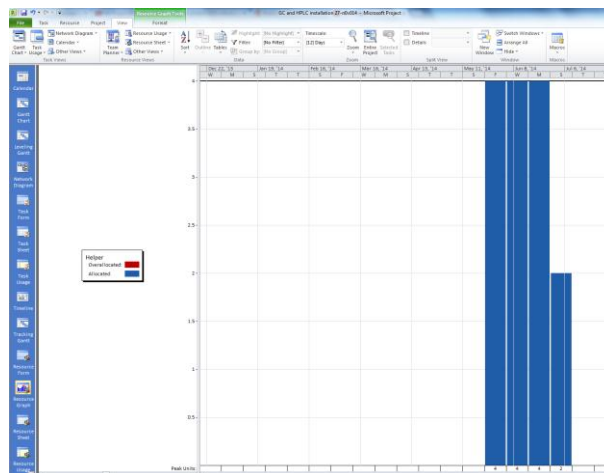 Resource Graph Tools
GC and HPLC installation
- Microsoft Project
File Task Resource Project View Format
Gantt Chart
Task Usage
Network Diagram
Calendar
Other Views
Task Views
Team Planner
Resource Usage
Resource Sheet
Other Views
Resource Views
Sort
Outline
Tables
Highlight: [No Highlight]
Filter: [No Filter]
Group by: [No Group]
Data
Timescale:
Zoom
Entire Project
Selected Tasks
Zoom
Timeline
Details
Split View
New Window
Switch Windows
Arrange All
Hide
Window
Macros
Macros
Dec 22, '13 Jan 19, '14 Feb 16, '14 Mar 16, '14 Apr 13, '14 May 11, '14 Jun 8, '14 Jul 6, '14
W M F T S W M F T S
Calendar
Gantt Chart
Leveling Gantt
Network Diagram
Task Form
Task Sheet
Task Usage
Timeline
Tracking Gantt
Resource Form
Resource Graph
Resource Sheet
Resource Usage
Helper
Overallocated:
Allocated:
4
3.5
3
2.5
2
1.5
1
0.5
Peak Units
4 4 4 2